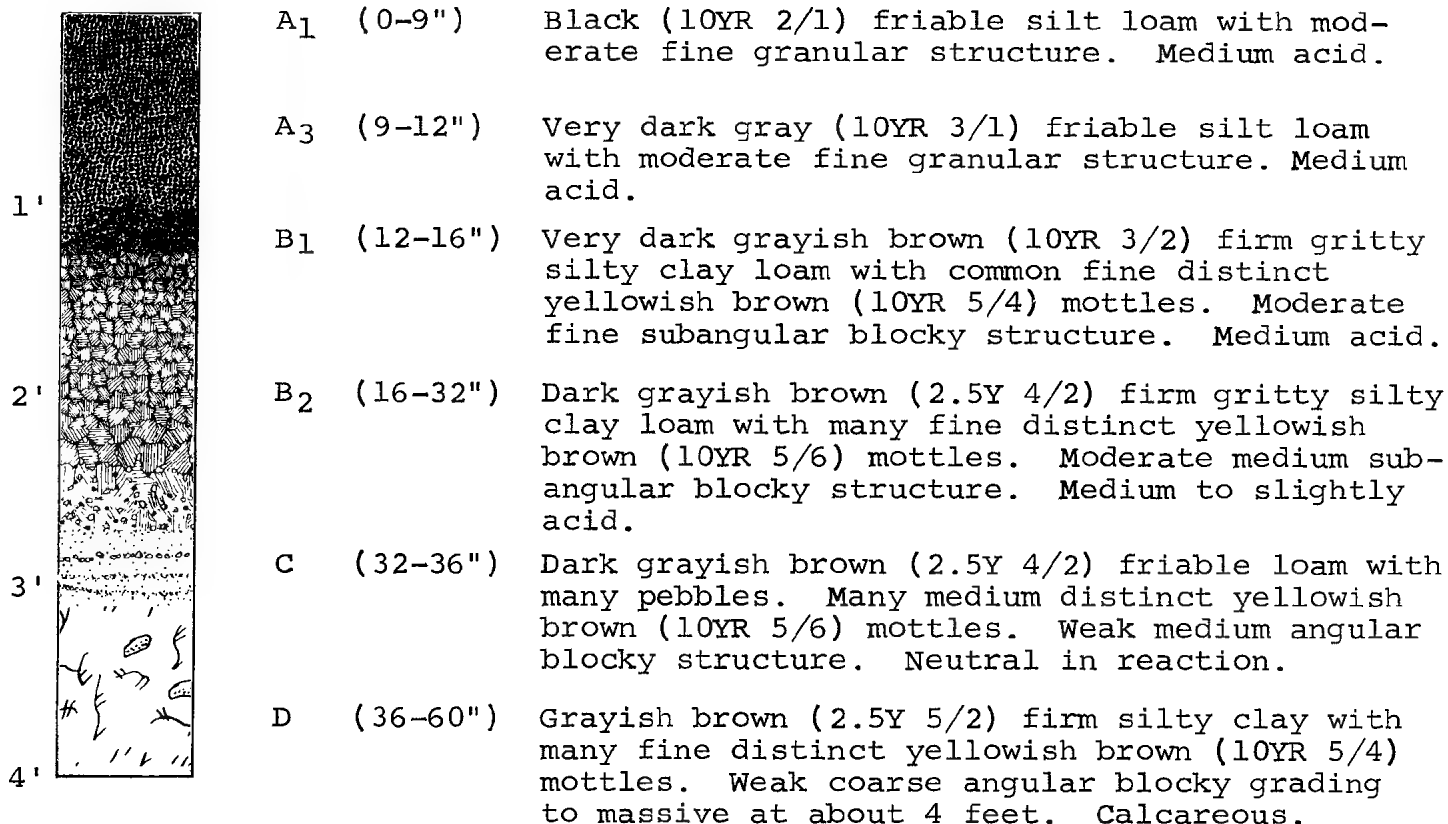 A1 (0-9") Black (10YR 2/1) friable silt loam with mod-
erate fine granular structure. Medium acid.
A3 (9-12") Very dark gray (10YR 3/1) friable silt loam
with moderate fine granular structure. Medium
acid.
1'
B1 (12-16") Very dark grayish brown (10YR 3/2) firm gritty
silty clay loam with common fine distinct
yellowish brown (10YR 5/4) mottles. Moderate
fine subangular blocky structure. Medium acid.
2'
B2 (16-32") Dark grayish brown (2.5Y 4/2) firm gritty silty
clay loam with many fine distinct yellowish
brown (10YR 5/6) mottles. Moderate medium sub-
angular blocky structure. Medium to slightly
acid.
C (32-36") Dark grayish brown (2.5Y 4/2) friable loam with
3'
many pebbles. Many medium distinct yellowish
brown (10YR 5/6) mottles. Weak medium angular
blocky structure. Neutral in reaction.
D (36-60") Grayish brown (2.5Y 5/2) firm silty clay with
many fine distinct yellowish brown (10YR 5/4)
4'
mottles. Weak coarse angular blocky grading
to massive at about 4 feet. Calcareous.